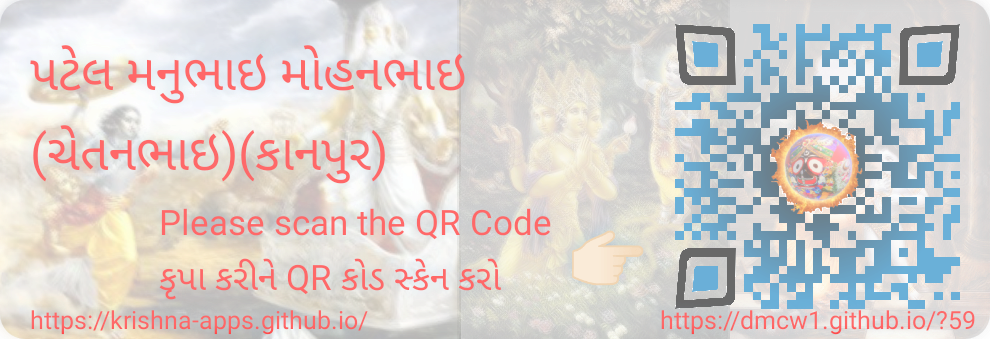 પટેલ મનુભાઇ મોહનભાઇ
(ચેતનભાઇ)(કાનપુર)
Please scan the QR Code
કૃપા કરીને QR કોડ સ્કેન કરો
https://krishna-apps.github.io/
https://dmcw1.github.io/?59